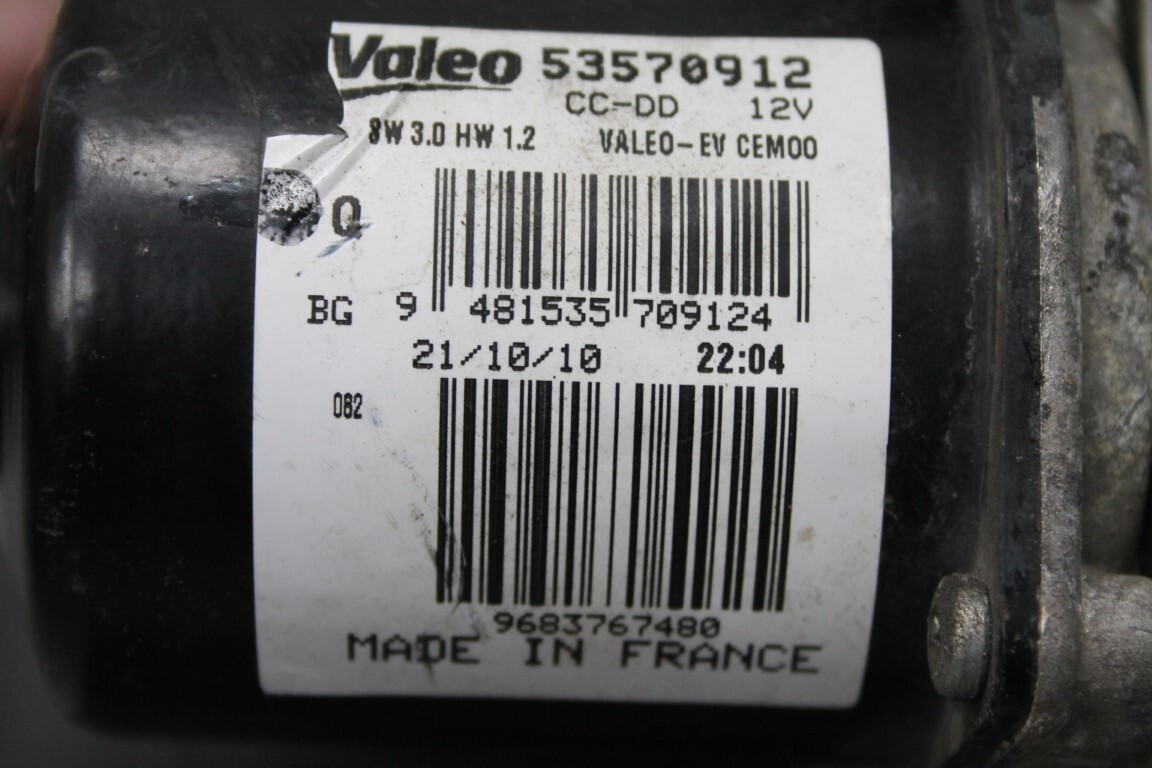 Valeo 53570912
CC-DD 12V
SW 3.0 HW 1.2 VALEO-EV CEM00
Q
BG 9 481535 709124
21/10/10 22:04
062
9683767480
MADE IN FRANCE